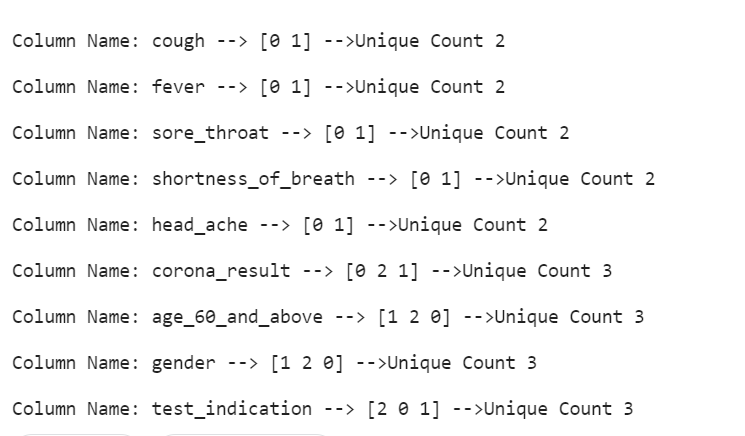 Column Name: cough --> [0 1] -->Unique Count 2
Column Name: fever --> [0 1] -->Unique Count 2
Column Name: sore_throat --> [0 1] -->Unique Count 2
Column Name: shortness_of_breath --> [0 1] -->Unique Count 2
Column Name: head_ache --> [0 1] -->Unique Count 2
Column Name: corona_result --> [0 2 1] -->Unique Count 3
Column Name: age_60_and_above --> [1 2 0] -->Unique Count 3
Column Name: gender --> [1 2 0] -->Unique Count 3
Column Name: test_indication --> [2 0 1] -->Unique Count 3